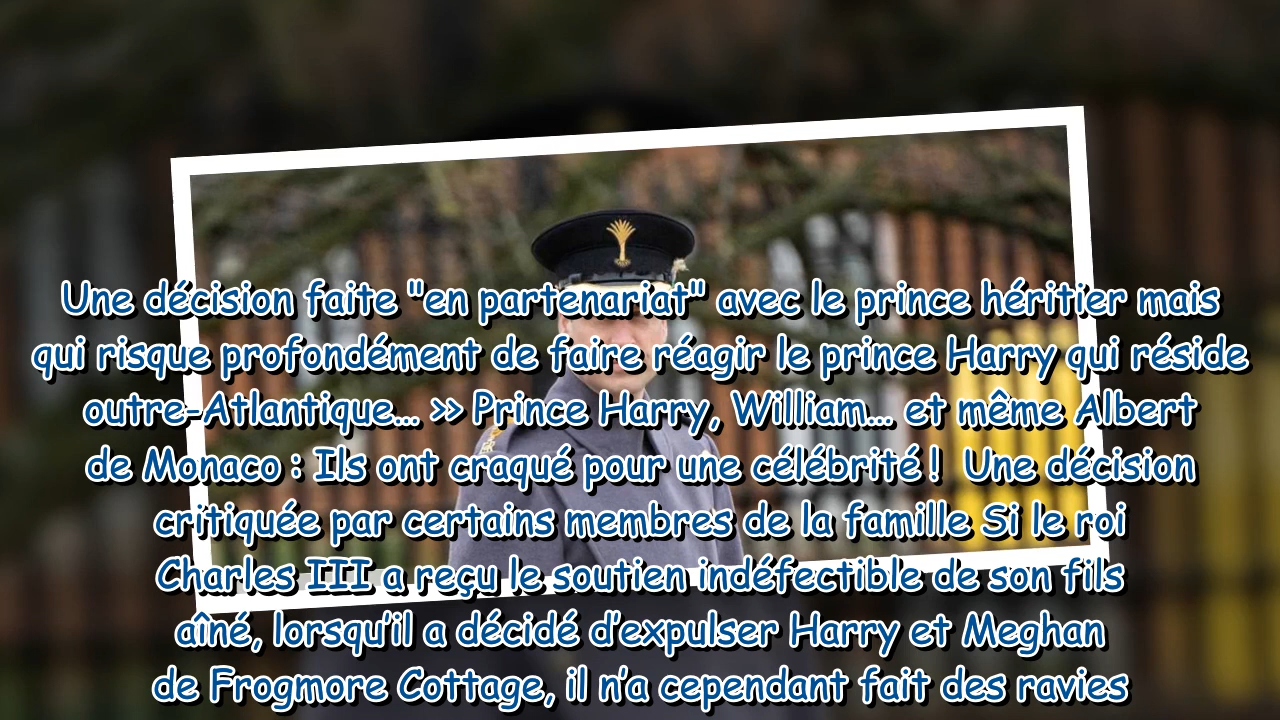 Une décision faite "en partenariat" avec le prince héritier mais
qui risque profondément de faire réagir le prince Harry qui réside
outre-Atlantique... >> Prince Harry, William... et même Albert
de Monaco : Ils ont craqué pour une célébrité !  Une décision
critiquée par certains membres de la famille Si le roi
Charles III a reçu le soutien indéfectible de son fils
aîné, lorsqu'il a décidé d'expulser Harry et Meghan
de Frogmore Cottage, il n'a cependant fait des ravies